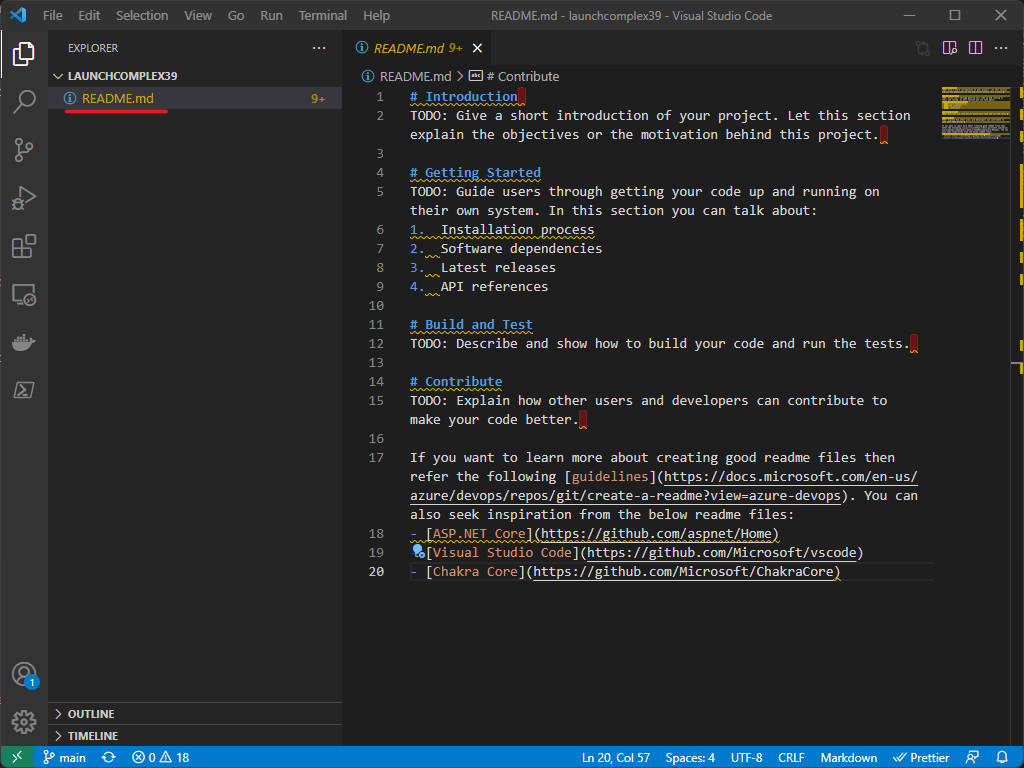 File Edit Selection View Go Run Terminal Help README.md - launchcomplex39 - Visual Studio Code
EXPLORER
LAUNCHCOMPLEX39
README.md 9+
README.md 9+
README.md > # Contribute
1 # Introduction
2 TODO: Give a short introduction of your project. Let this section
explain the objectives or the motivation behind this project.
3
4 # Getting Started
5 TODO: Guide users through getting your code up and running on
their own system. In this section you can talk about:
6 1. Installation process
7 2. Software dependencies
8 3. Latest releases
9 4. API references
10
11 # Build and Test
12 TODO: Describe and show how to build your code and run the tests.
13
14 # Contribute
15 TODO: Explain how other users and developers can contribute to
make your code better.
16
17 If you want to learn more about creating good readme files then
refer the following [guidelines](https://docs.microsoft.com/en-us/
azure/devops/repos/git/create-a-readme?view=azure-devops). You can
also seek inspiration from the below readme files:
18 - [ASP.NET Core](https://github.com/aspnet/Home)
19 [Visual Studio Code](https://github.com/Microsoft/vscode)
20 - [Chakra Core](https://github.com/Microsoft/ChakraCore)
1
OUTLINE
TIMELINE
main 0 18 Ln 20, Col 57 Spaces: 4 UTF-8 CRLF Markdown Prettier